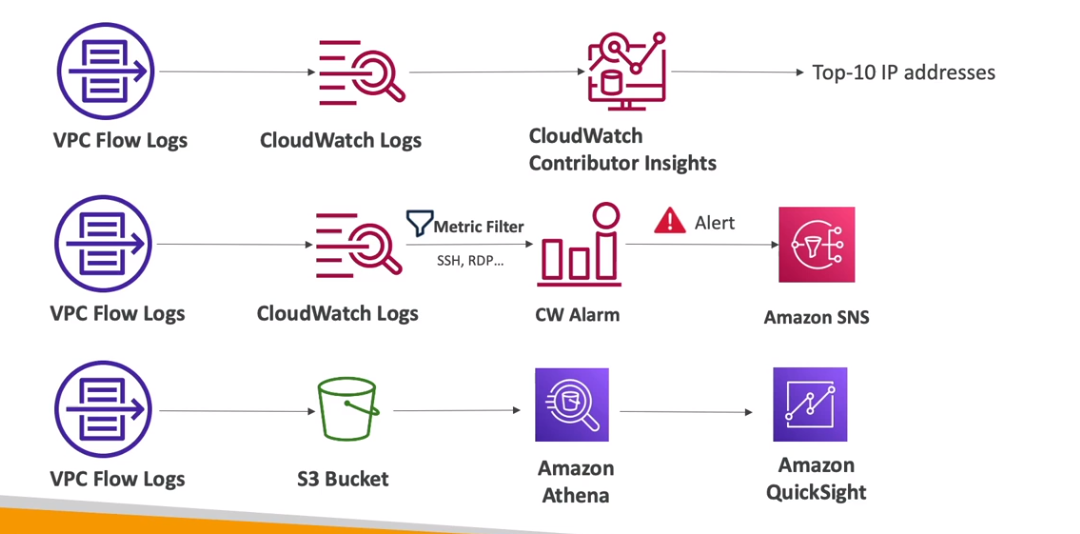 Top-10 IP addresses
VPC Flow Logs
CloudWatch Logs
CloudWatch
Contributor Insights
Metric Filter
SSH, RDP...
Alert
VPC Flow Logs
CloudWatch Logs
CW Alarm
Amazon SNS
VPC Flow Logs
S3 Bucket
Amazon
Athena
Amazon
QuickSight